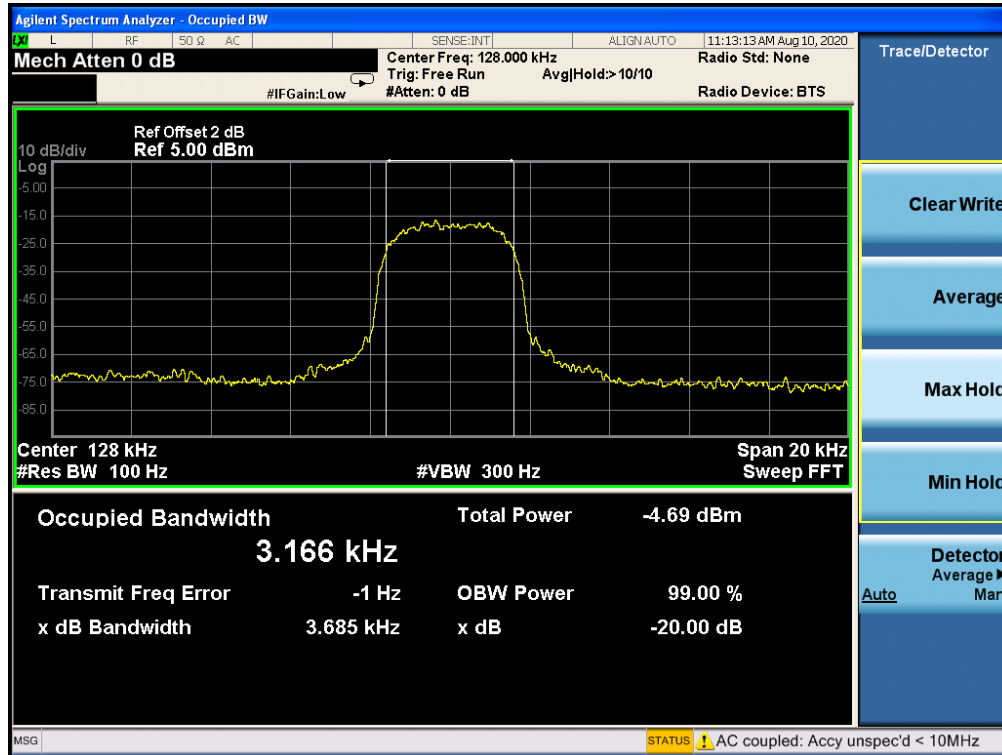 Agilent Spectrum Analyzer - Occupied BW
LXI L RF 50 Ω AC SENSE:INT ALIGN AUTO 11:13:13 AM Aug 10, 2020
Mech Atten 0 dB
Center Freq: 128.000 kHz
Radio Std: None
Trig: Free Run
Avg|Hold:>10/10
#IFGain:Low
#Atten: 0 dB
Radio Device: BTS
Trace/Detector
Ref Offset 2 dB
10 dB/div
Ref 5.00 dBm
Log
-5.00
-15.0
-25.0
-35.0
-45.0
-55.0
-65.0
-75.0
-85.0
Center 128 kHz
Span 20 kHz
#Res BW 100 Hz
#VBW 300 Hz
Sweep FFT
Occupied Bandwidth
Total Power
-4.69 dBm
3.166 kHz
Transmit Freq Error
-1 Hz
OBW Power
99.00 %
x dB Bandwidth
3.685 kHz
x dB
-20.00 dB
Clear Write
Average
Max Hold
Min Hold
Detector
Average
Auto
Man
MSG
STATUS
AC coupled: Accy unspec'd < 10MHz